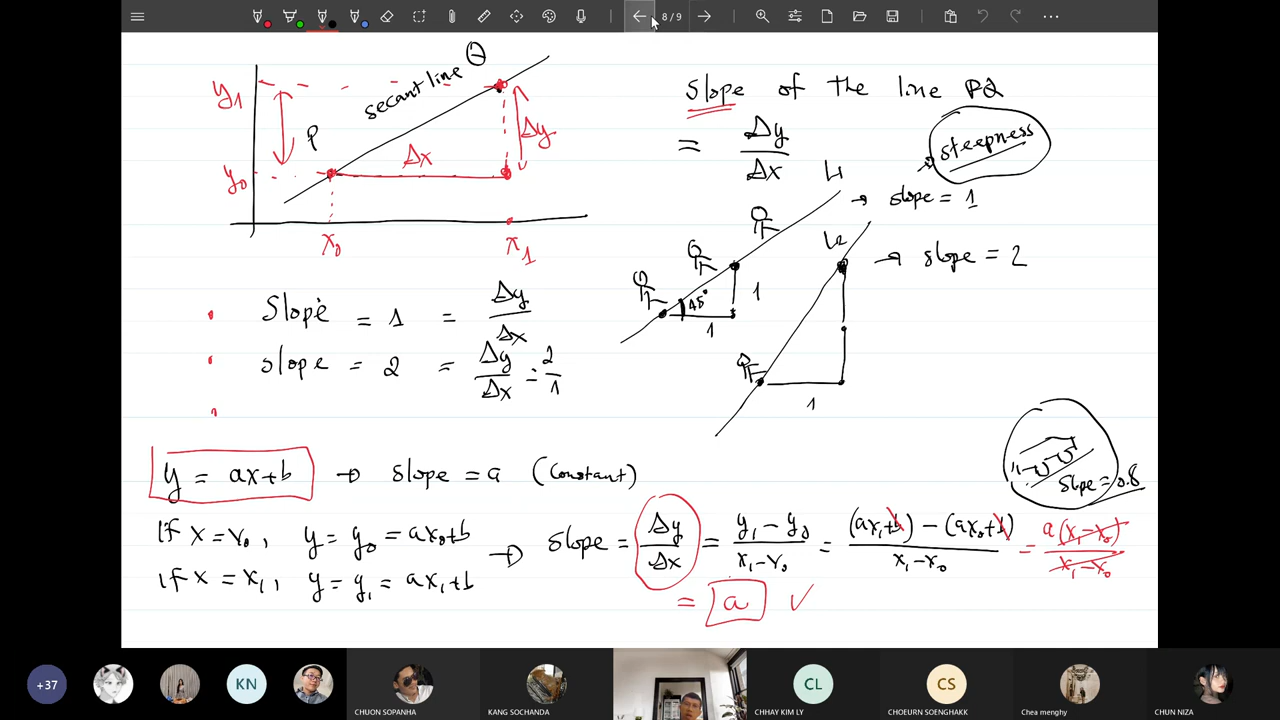 8 / 9
y₁
secant line Q
P
Δy
Δx
y₀
x₀
x₁
Slope of the line PQ
= Δy/Δx
steepness
L₁
→ slope = 1
L₂
→ slope = 2
45°
1
1
1
• Slope = 1 = Δy/Δx
• slope = 2 = Δy/Δx = 2/1
y = ax+b → slope = a (constant)
slope = 0.8
If x = x₀, y = y₀ = ax₀+b
If x = x₁, y = y₁ = ax₁+b
→ slope = Δy/Δx = (y₁ − y₀)/(x₁ − x₀) = ((ax₁+b) − (ax₀+b))/(x₁ − x₀) = a(x₁ − x₀)/(x₁ − x₀)
= a ✓
+37
KN
CL
CS
CHUON SOPANHA
KANG SOCHANDA
CHHAY KIM LY
CHOEURN SOENGHAKK
Chea menghy
CHUN NIZA